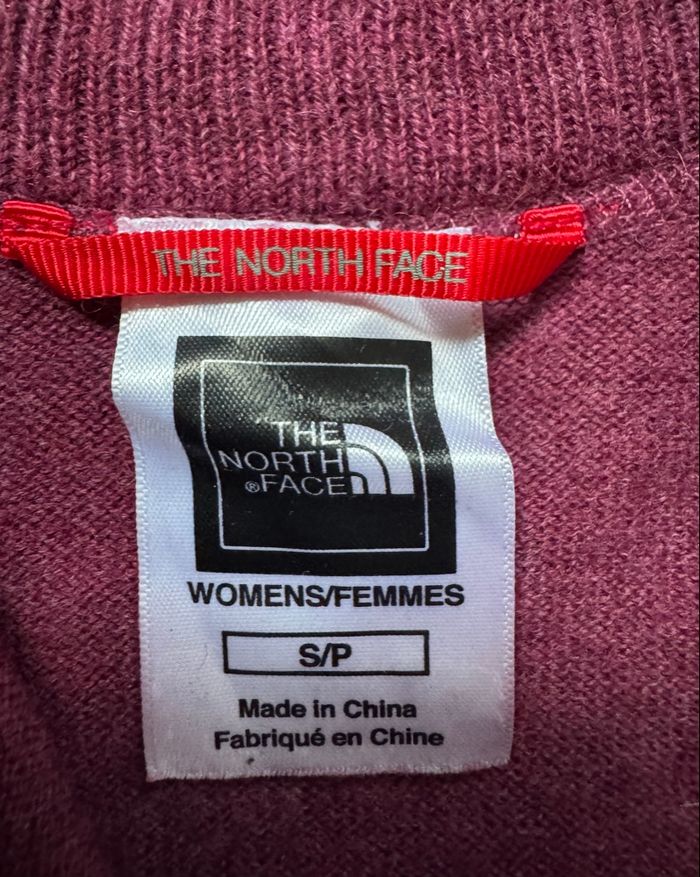 THE NORTH FACE
THE
NORTH
®FACE
WOMENS/FEMMES
S/P
Made in China
Fabriqué en Chine